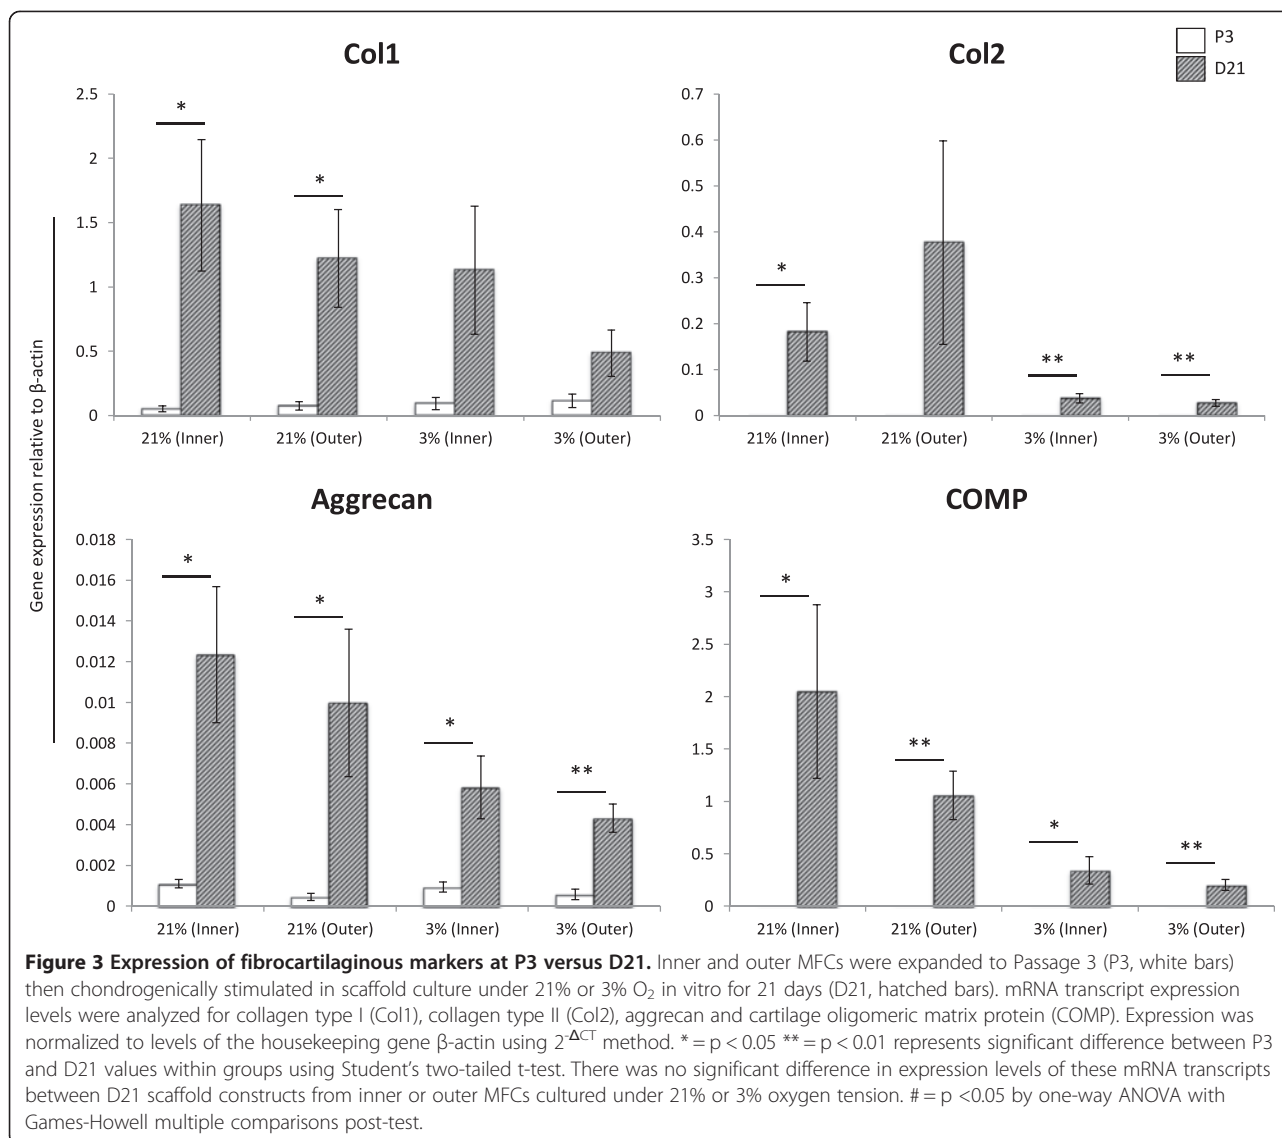 Col1
Col2
P3
D21
Gene expression relative to β-actin
2.5
2
1.5
1
0.5
0
*
*
21% (Inner)
21% (Outer)
3% (Inner)
3% (Outer)
0.7
0.6
0.5
0.4
0.3
0.2
0.1
0
*
**
**
21% (Inner)
21% (Outer)
3% (Inner)
3% (Outer)
Aggrecan
0.018
0.016
0.014
0.012
0.01
0.008
0.006
0.004
0.002
0
*
*
*
**
21% (Inner)
21% (Outer)
3% (Inner)
3% (Outer)
COMP
3.5
3
2.5
2
1.5
1
0.5
0
*
**
*
**
21% (Inner)
21% (Outer)
3% (Inner)
3% (Outer)
Figure 3 Expression of fibrocartilaginous markers at P3 versus D21. Inner and outer MFCs were expanded to Passage 3 (P3, white bars)
then chondrogenically stimulated in scaffold culture under 21% or 3% O₂ in vitro for 21 days (D21, hatched bars). mRNA transcript expression
levels were analyzed for collagen type I (Col1), collagen type II (Col2), aggrecan and cartilage oligomeric matrix protein (COMP). Expression was
normalized to levels of the housekeeping gene β-actin using 2⁻ΔCT method. * = p < 0.05 ** = p < 0.01 represents significant difference between P3
and D21 values within groups using Student's two-tailed t-test. There was no significant difference in expression levels of these mRNA transcripts
between D21 scaffold constructs from inner or outer MFCs cultured under 21% or 3% oxygen tension. # = p <0.05 by one-way ANOVA with
Games-Howell multiple comparisons post-test.